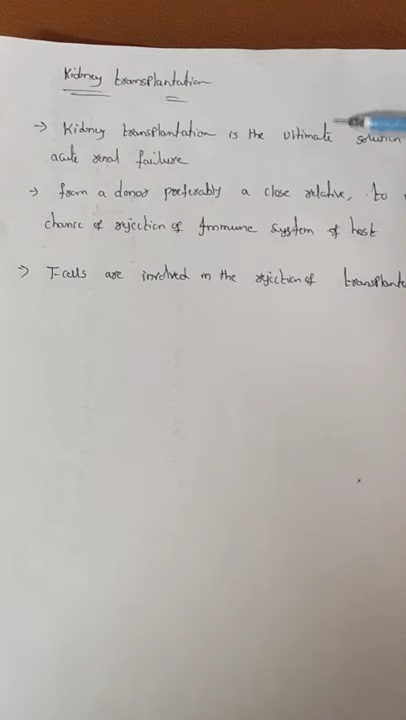 Kidney transplantation
→ Kidney transplantation is the ultimate solution
acute renal failure
→ from a donor preferably a close relative, to
chance of rejection of Immune system of host
→ T-cells are involved in the rejection of transplante